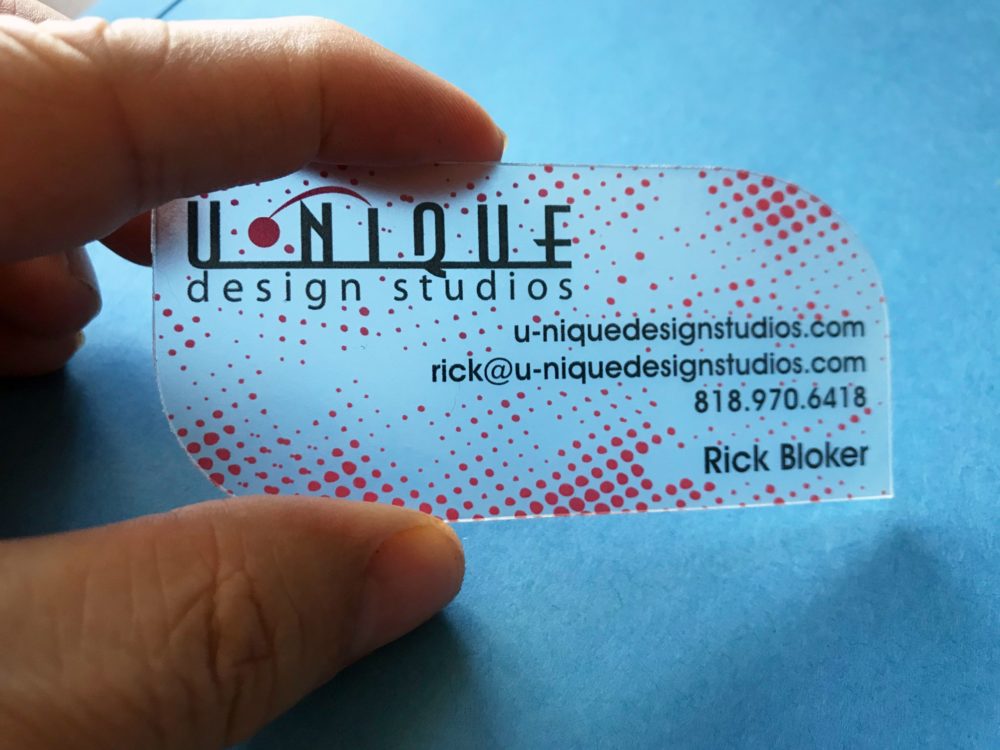 U•NIQUE
design studios
u-niquedesignstudios.com
rick@u-niquedesignstudios.com
818.970.6418
Rick Bloker